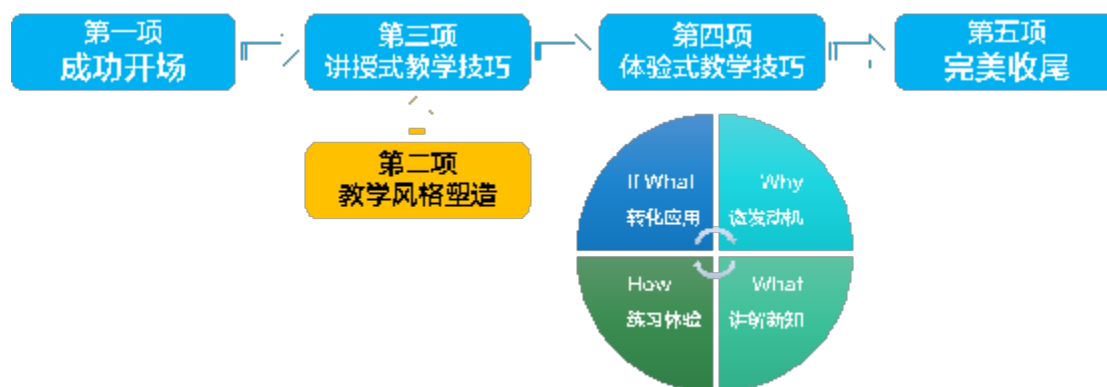 第一项
成功开场
第三项
讲授式教学技巧
第四项
体验式教学技巧
第五项
完美收尾
第二项
教学风格塑造
If What
转化应用
Why
激发动机
What
讲解新知
How
练习体验